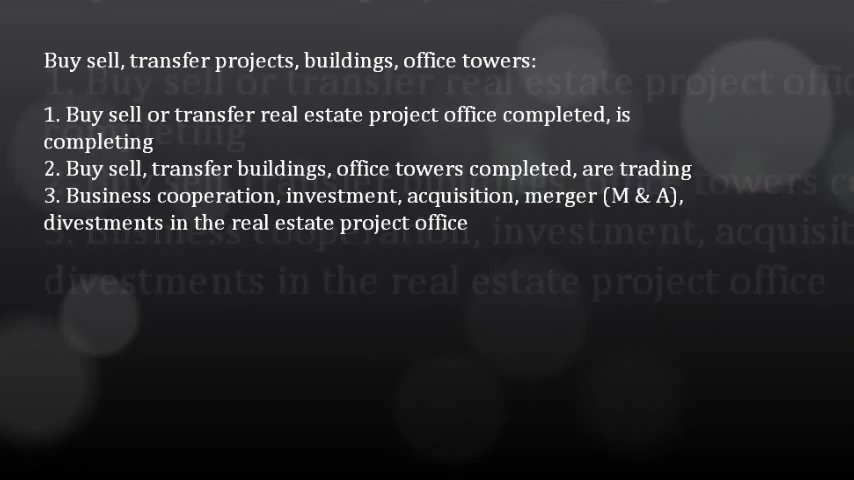 Buy sell, transfer projects, buildings, office towers:
1. Buy sell or transfer real estate project office completed, is
completing
2. Buy sell, transfer buildings, office towers completed, are trading
3. Business cooperation, investment, acquisition, merger (M & A),
divestments in the real estate project office